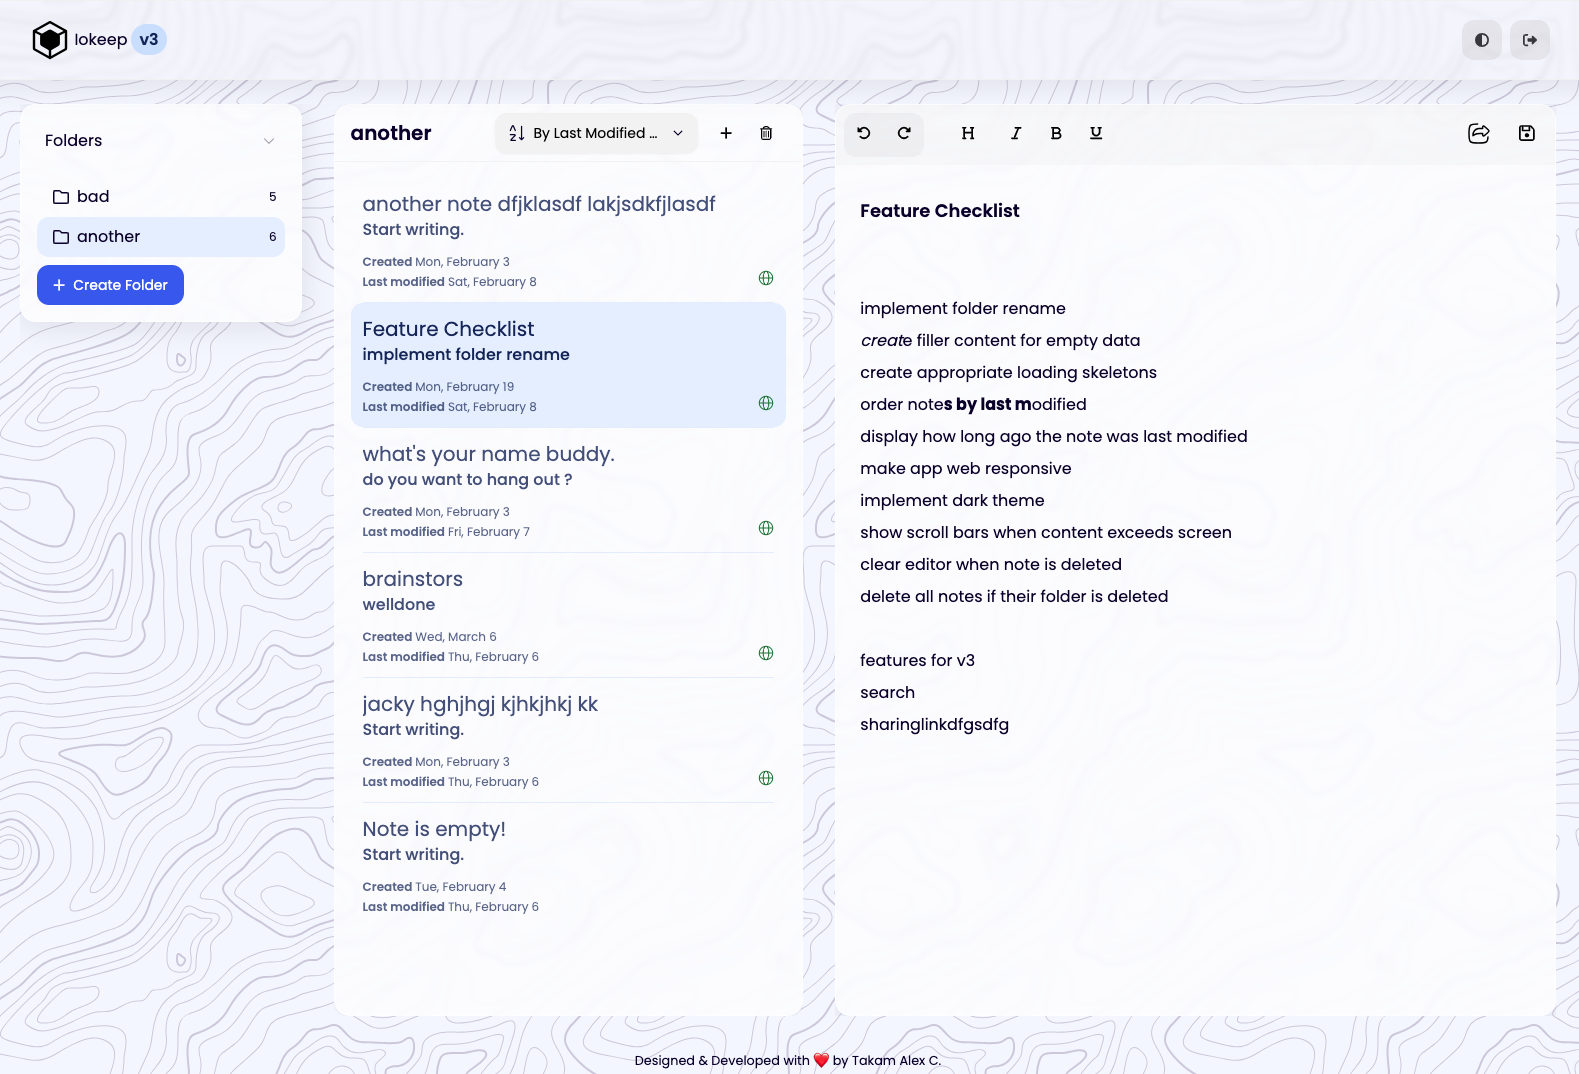 lokeep v3
Folders
bad 5
another 6
+ Create Folder
another
By Last Modified ...
another note dfjklasdf lakjsdkfjlasdf
Start writing.
Created Mon, February 3
Last modified Sat, February 8
Feature Checklist
implement folder rename
Created Mon, February 19
Last modified Sat, February 8
what's your name buddy.
do you want to hang out ?
Created Mon, February 3
Last modified Fri, February 7
brainstors
welldone
Created Wed, March 6
Last modified Thu, February 6
jacky hghjhgj kjhkjhkj kk
Start writing.
Created Mon, February 3
Last modified Thu, February 6
Note is empty!
Start writing.
Created Tue, February 4
Last modified Thu, February 6
H I B U
Feature Checklist
implement folder rename
create filler content for empty data
create appropriate loading skeletons
order notes by last modified
display how long ago the note was last modified
make app web responsive
implement dark theme
show scroll bars when content exceeds screen
clear editor when note is deleted
delete all notes if their folder is deleted
features for v3
search
sharinglinkdfgsdfg
Designed & Developed with ❤️ by Takam Alex C.